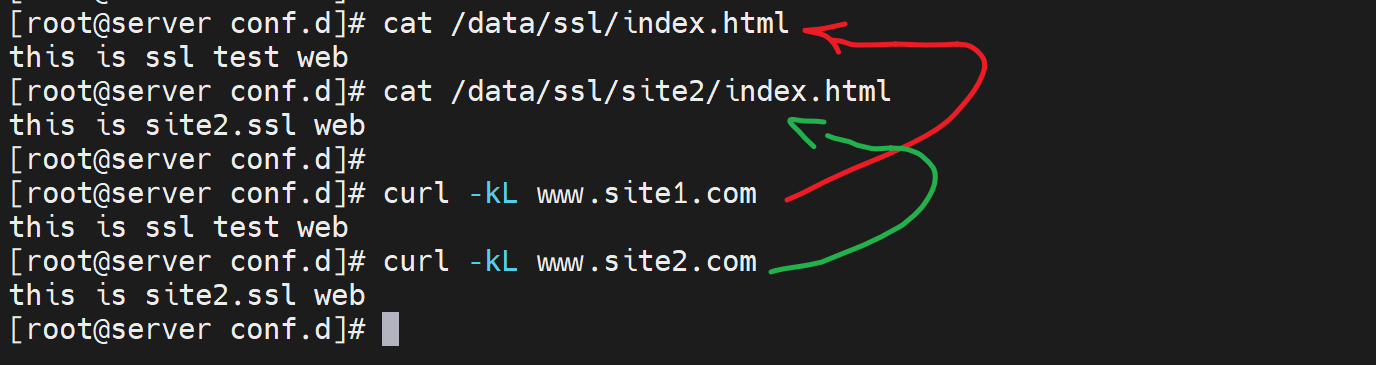 [root@server conf.d]# cat /data/ssl/index.html
this is ssl test web
[root@server conf.d]# cat /data/ssl/site2/index.html
this is site2.ssl web
[root@server conf.d]#
[root@server conf.d]# curl -kL www.site1.com
this is ssl test web
[root@server conf.d]# curl -kL www.site2.com
this is site2.ssl web
[root@server conf.d]#